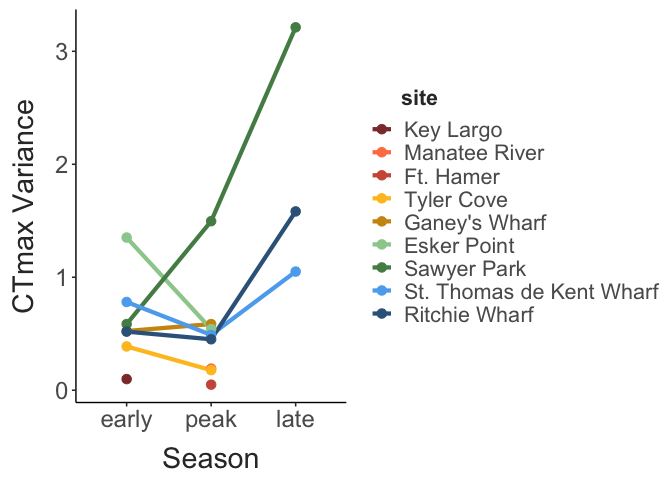 CTmax Variance
3
2
1
0
early peak late
Season
site
Key Largo
Manatee River
Ft. Hamer
Tyler Cove
Ganey's Wharf
Esker Point
Sawyer Park
St. Thomas de Kent Wharf
Ritchie Wharf